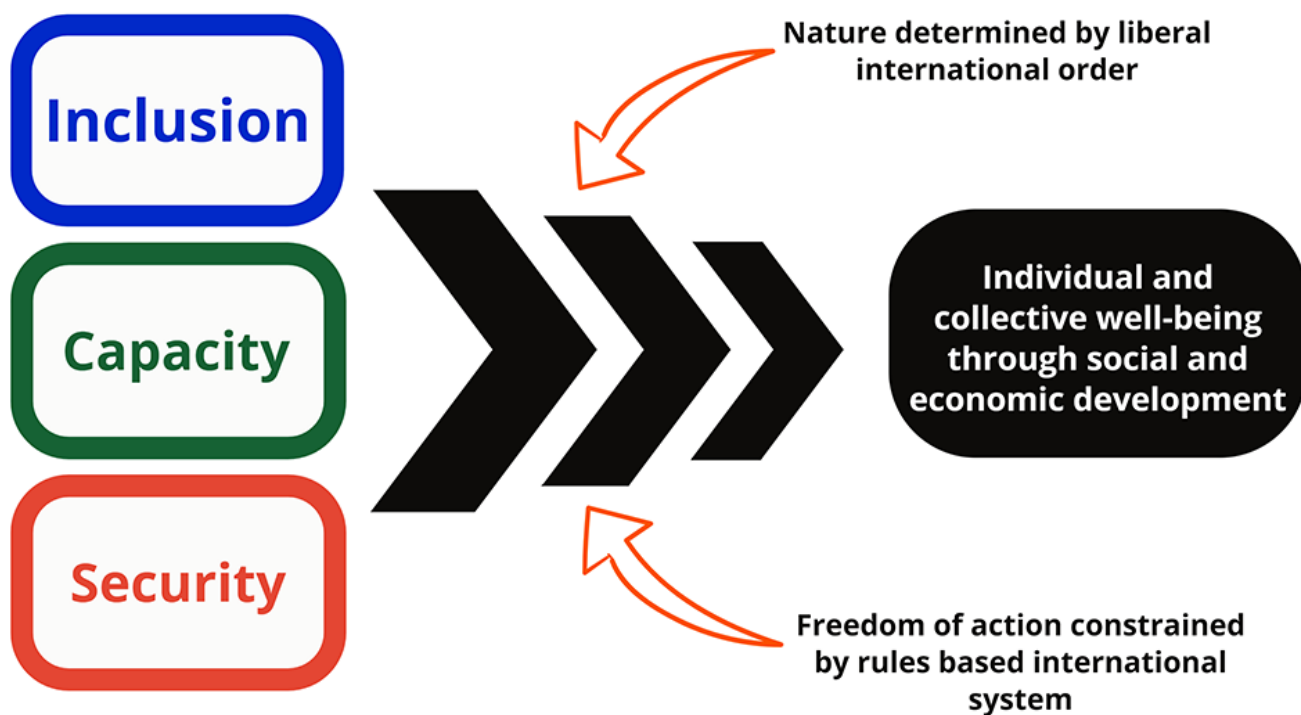 Inclusion
Capacity
Security
Nature determined by liberal
international order
Individual and
collective well-being
through social and
economic development
Freedom of action constrained
by rules based international
system